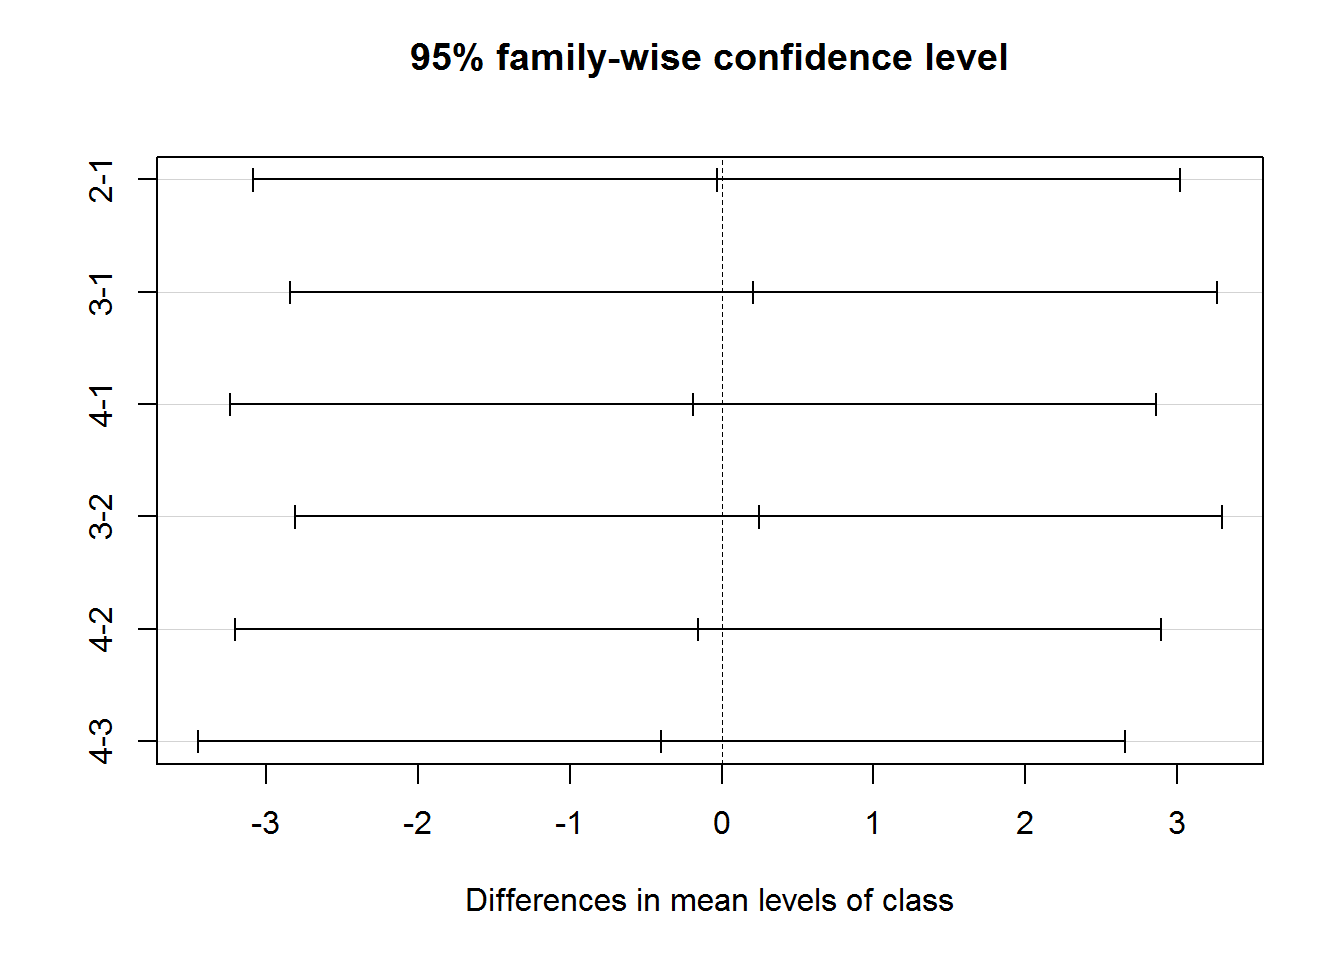 95% family-wise confidence level
2-1
3-1
4-1
3-2
4-2
4-3
-3 -2 -1 0 1 2 3
Differences in mean levels of class